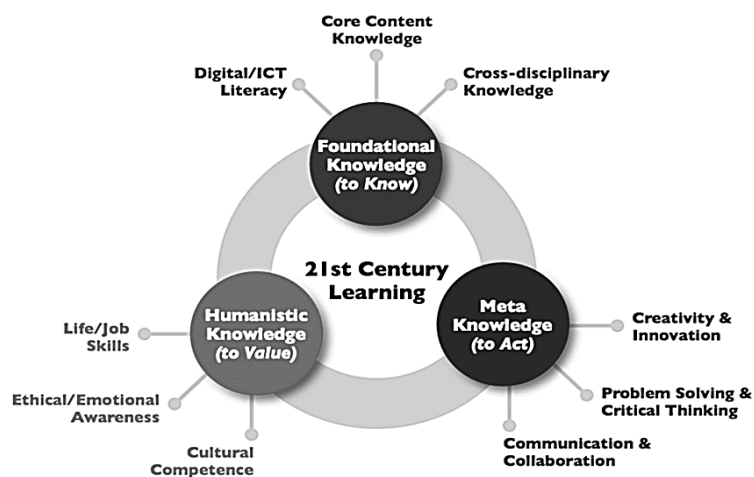 Core Content
Knowledge
Digital/ICT
Literacy
Cross-disciplinary
Knowledge
Foundational
Knowledge
(to Know)
21st Century
Learning
Humanistic
Knowledge
(to Value)
Meta
Knowledge
(to Act)
Life/Job
Skills
Ethical/Emotional
Awareness
Cultural
Competence
Creativity &
Innovation
Problem Solving &
Critical Thinking
Communication &
Collaboration